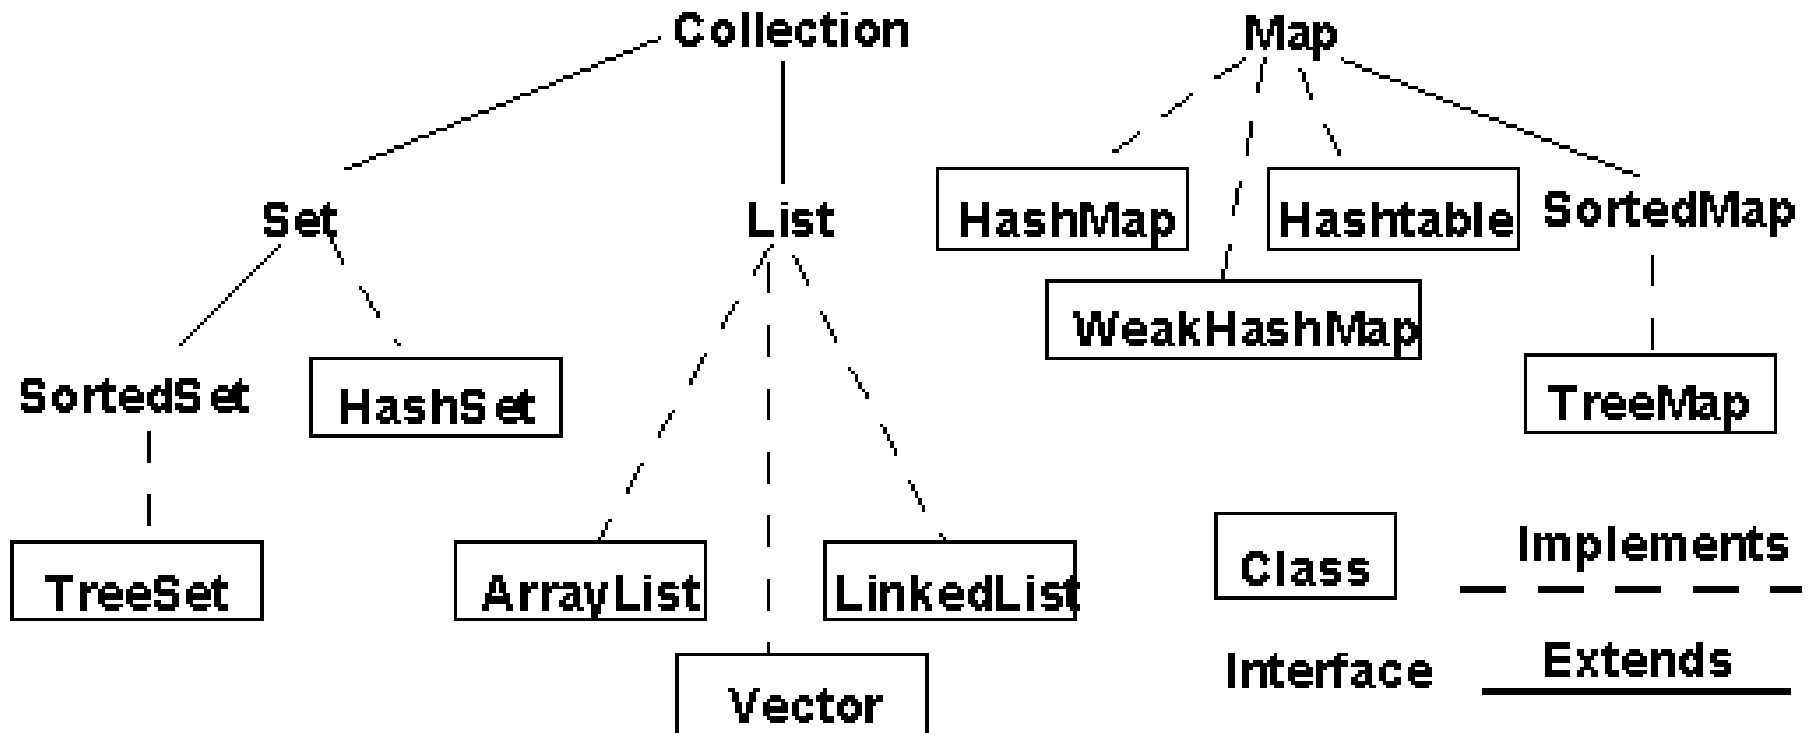 Collection
Map
Set
List
HashMap
Hashtable
SortedMap
WeakHashMap
SortedSet
HashSet
TreeMap
TreeSet
ArrayList
LinkedList
Vector
Class
Implements
Interface
Extends